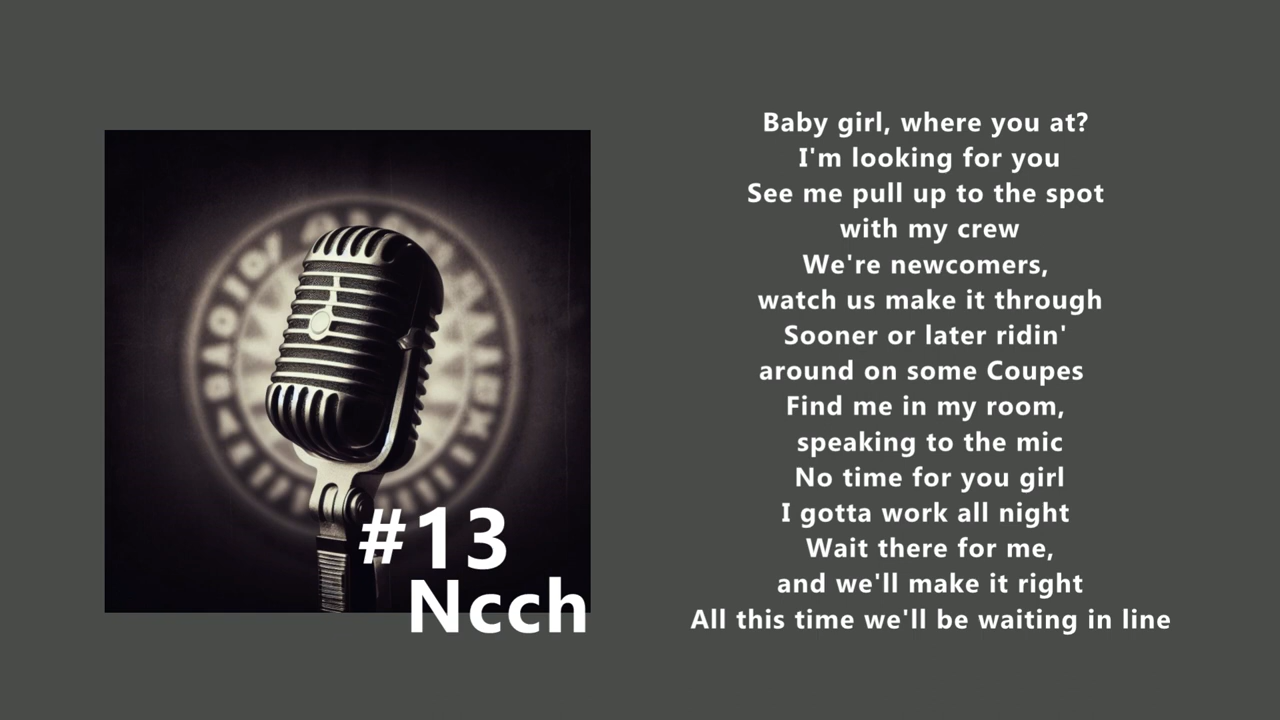 #13
Ncch
Baby girl, where you at?
I'm looking for you
See me pull up to the spot
with my crew
We're newcomers,
watch us make it through
Sooner or later ridin'
around on some Coupes
Find me in my room,
speaking to the mic
No time for you girl
I gotta work all night
Wait there for me,
and we'll make it right
All this time we'll be waiting in line